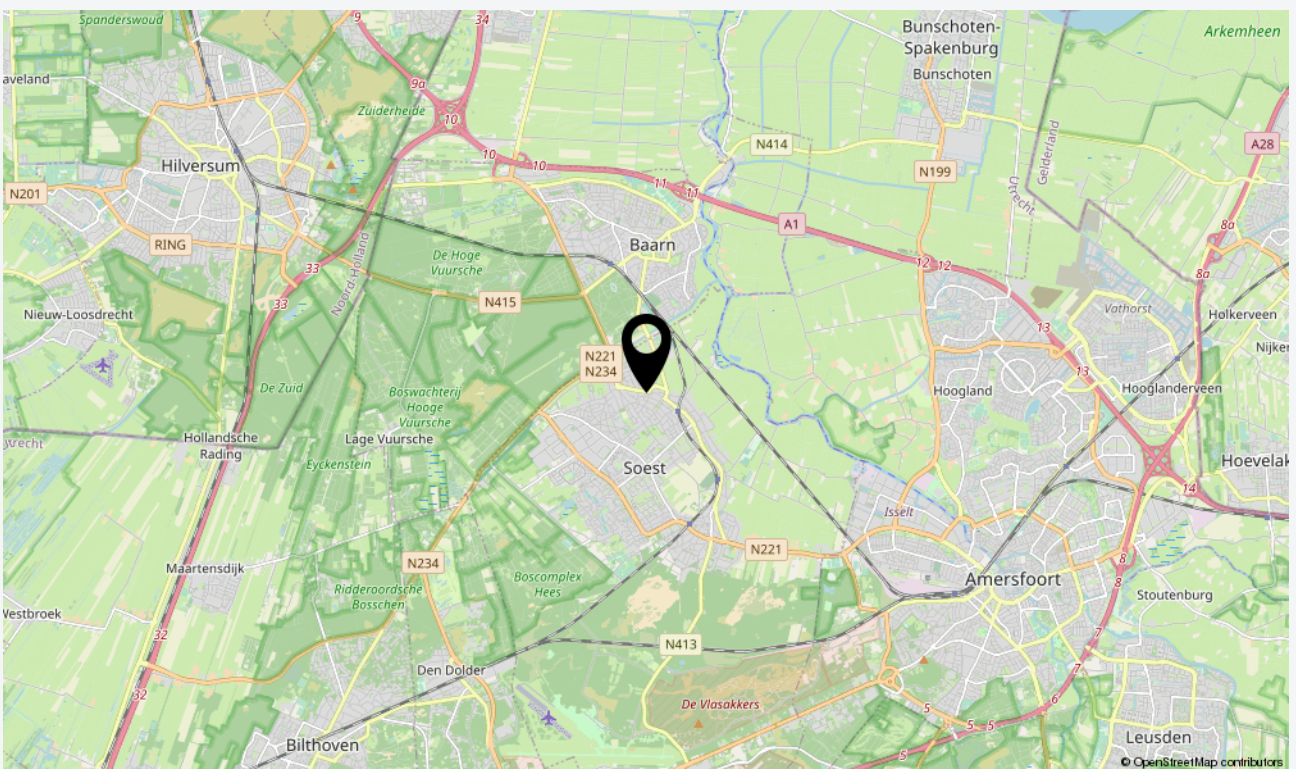 Spanderswoud
9
34
Bunschoten-
Spakenburg
Arkemheen
aveland
Bunschoten
9a
Zuiderheide
10
N414
A28
Gelderland
Hilversum
10
10
N199
11
11
N201
Utrecht
A1
8a
RING
Baarn
Noord-Holland
De Hoge
Vuursche
33
12
12
8a
33
N415
Nieuw-Loosdrecht
Vathorst
Holkerveen
13
Nijker
N221
N234
13
De Zuid
Boswachterij
Hooge
Vuursche
Hoogland
Hooglanderveen
recht
Hollandsche
Rading
Lage Vuursche
Eyckenstein
Soest
Hoevelak
14
Isselt
N221
N234
8
Maartensdijk
Boscomplex
Hees
Amersfoort
8
Ridderoordsche
Bosschen
Stoutenburg
Westbroek
32
7
N413
Den Dolder
7
32
De Vlasakkers
6
5
5
5
Bilthoven
Leusden
5
© OpenStreetMap contributors